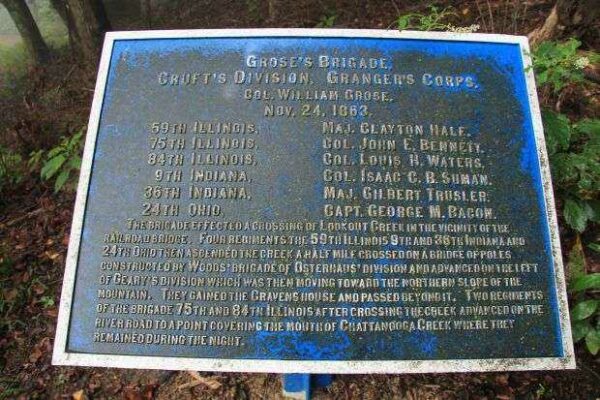 GROSE'S BRIGADE,
CRUFT'S DIVISION, GRANGER'S CORPS,
COL. WILLIAM GROSE.
NOV. 24, 1863.
59TH ILLINOIS, MAJ. CLAYTON HALE.
75TH ILLINOIS, COL. JOHN E. BENNETT.
84TH ILLINOIS, COL. LOUIS H. WATERS.
9TH INDIANA, COL. ISAAC C. B. SUMAN.
36TH INDIANA, MAJ. GILBERT TRUSLER.
24TH OHIO, CAPT. GEORGE M. BACON.
THE BRIGADE EFFECTED A CROSSING OF LOOKOUT CREEK IN THE VICINITY OF THE
RAILROAD BRIDGE. FOUR REGIMENTS THE 59TH ILLINOIS 9TH AND 36TH INDIANA AND
24TH OHIO THEN ASCENDED THE CREEK A HALF MILE CROSSED ON A BRIDGE OF POLES
CONSTRUCTED BY WOODS' BRIGADE OF OSTERHAUS' DIVISION AND ADVANCED ON THE LEFT
OF GEARY'S DIVISION WHICH WAS THEN MOVING TOWARD THE NORTHERN SLOPE OF THE
MOUNTAIN. THEY GAINED THE CRAVENS HOUSE AND PASSED BEYOND IT. TWO REGIMENTS
OF THE BRIGADE 75TH AND 84TH ILLINOIS AFTER CROSSING THE CREEK ADVANCED ON THE
RIVER ROAD TO A POINT COVERING THE MOUTH OF CHATTANOOGA CREEK WHERE THEY
REMAINED DURING THE NIGHT.